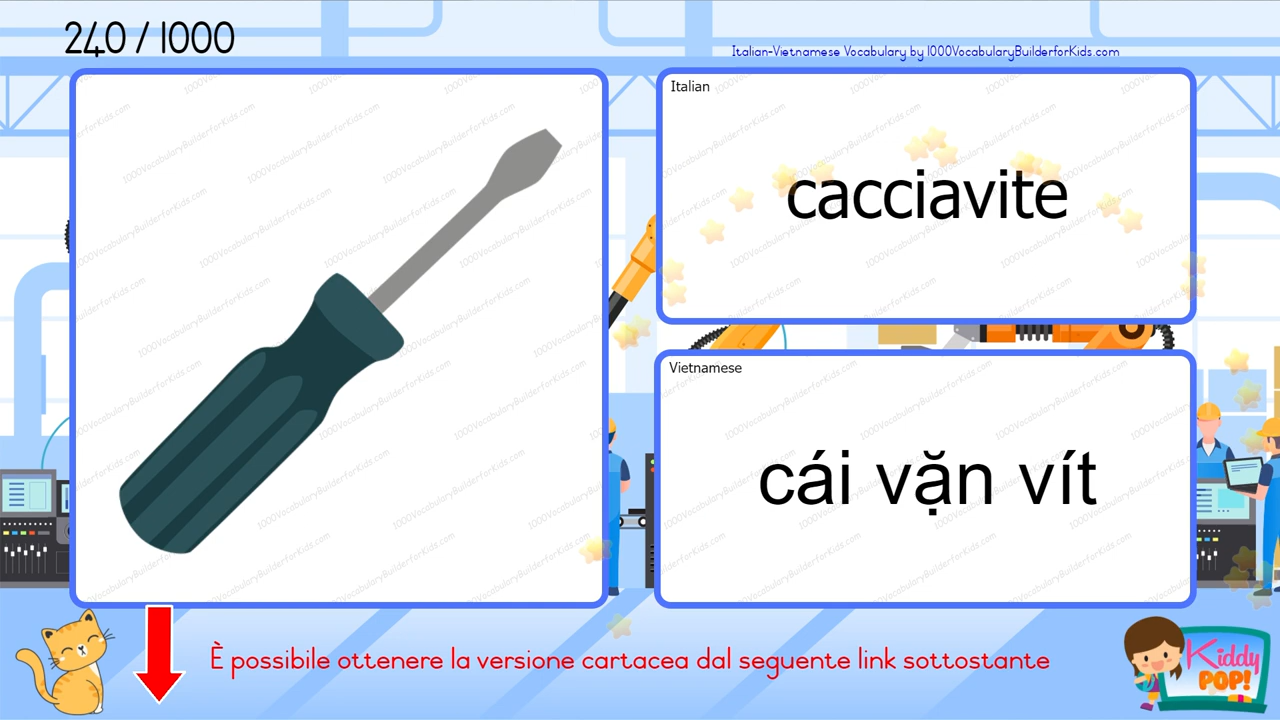 240 / 1000
Italian-Vietnamese Vocabulary by 1000VocabularyBuilderforKids.com
Italian
cacciavite
Vietnamese
cái vặn vít
È possibile ottenere la versione cartacea dal seguente link sottostante
Kiddy
POP!